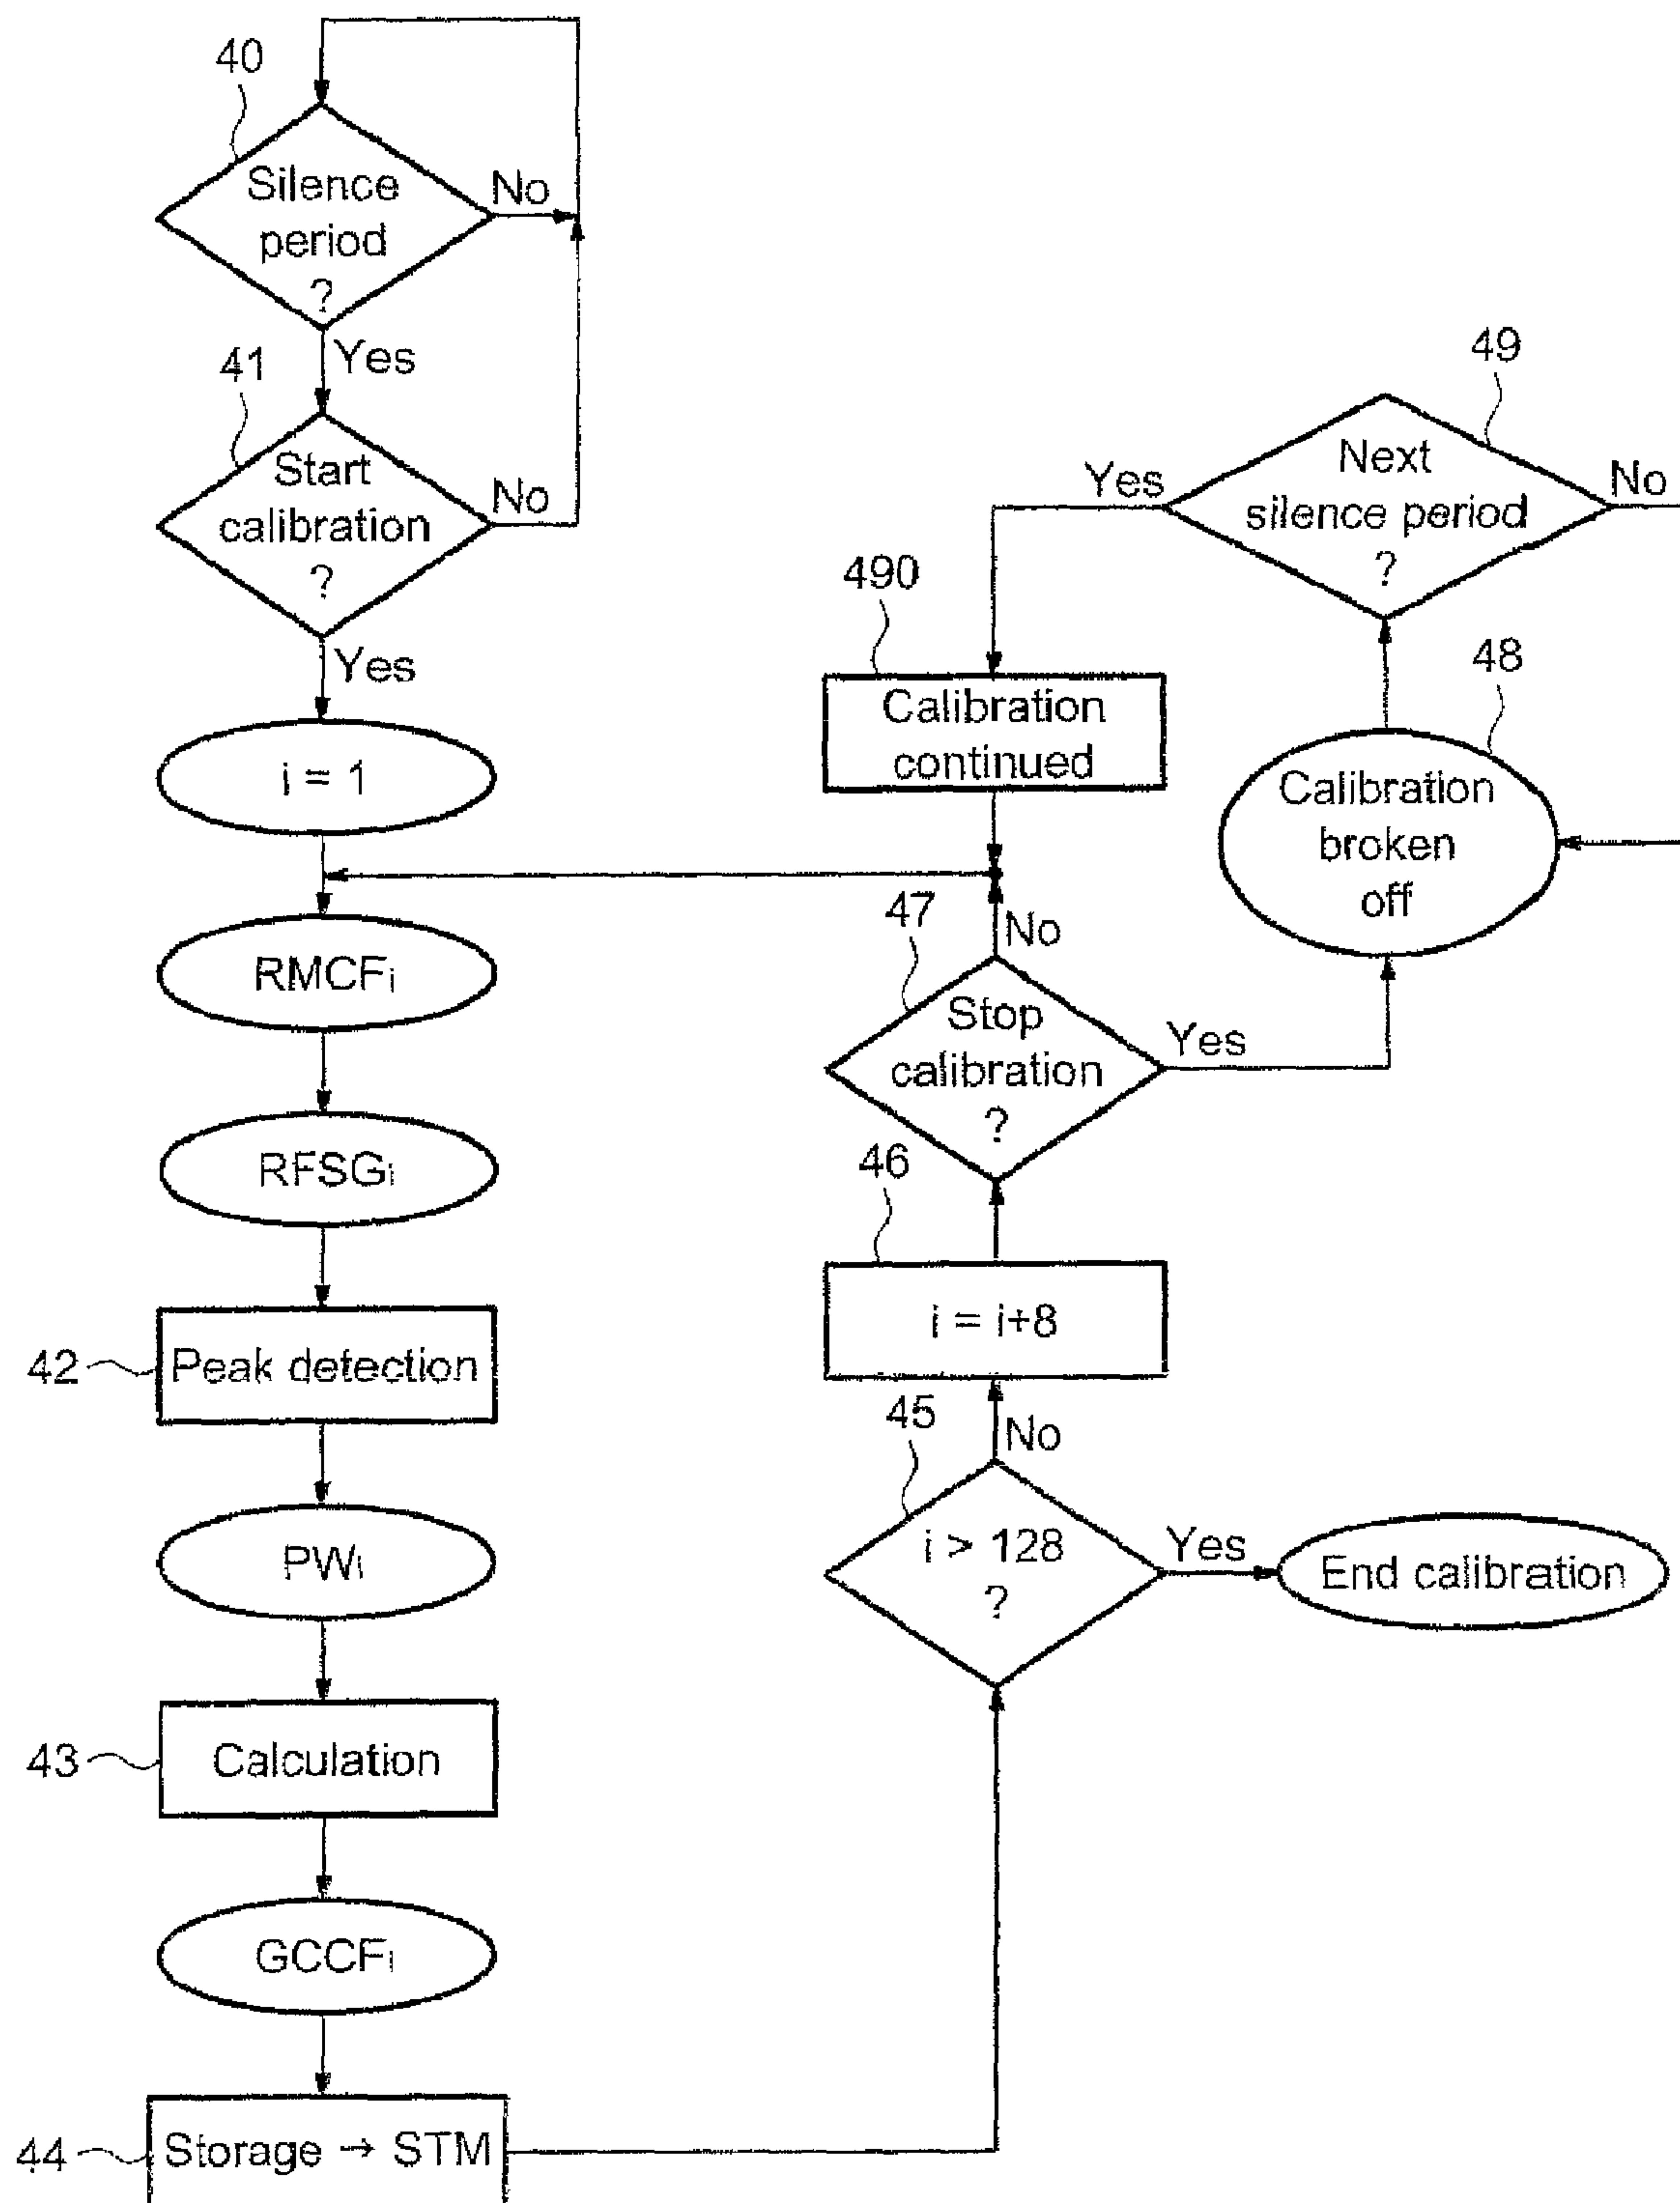 40
Silence
period
?
No
Yes
41
Start
calibration
?
No
Yes
i = 1
RMCFi
RFSGi
42
Peak detection
PWi
43
Calculation
GCCFi
44
Storage → STM
45
i > 128
?
Yes
End calibration
No
46
i = i+8
47
Stop
calibration
?
Yes
No
48
Calibration
broken
off
49
Next
silence period
?
No
Yes
490
Calibration
continued